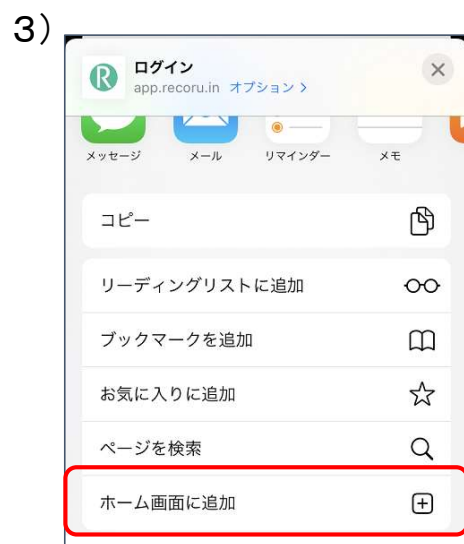 3）
ログイン
app.recoru.in オプション >
メッセージ メール リマインダー メモ
コピー
リーディングリストに追加
ブックマークを追加
お気に入りに追加
ページを検索
ホーム画面に追加